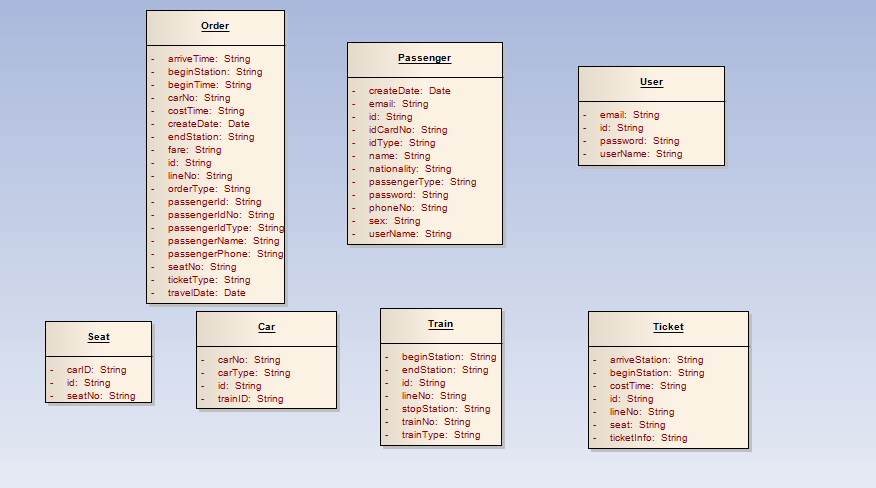 Order
- arriveTime: String
- beginStation: String
- beginTime: String
- carNo: String
- costTime: String
- createDate: Date
- endStation: String
- fare: String
- id: String
- lineNo: String
- orderType: String
- passengerId: String
- passengerIdNo: String
- passengerIdType: String
- passengerName: String
- passengerPhone: String
- seatNo: String
- ticketType: String
- travelDate: Date
Passenger
- createDate: Date
- email: String
- id: String
- idCardNo: String
- idType: String
- name: String
- nationality: String
- passengerType: String
- password: String
- phoneNo: String
- sex: String
- userName: String
User
- email: String
- id: String
- password: String
- userName: String
Seat
- carID: String
- id: String
- seatNo: String
Car
- carNo: String
- carType: String
- id: String
- trainID: String
Train
- beginStation: String
- endStation: String
- id: String
- lineNo: String
- stopStation: String
- trainNo: String
- trainType: String
Ticket
- arriveStation: String
- beginStation: String
- costTime: String
- id: String
- lineNo: String
- seat: String
- ticketInfo: String